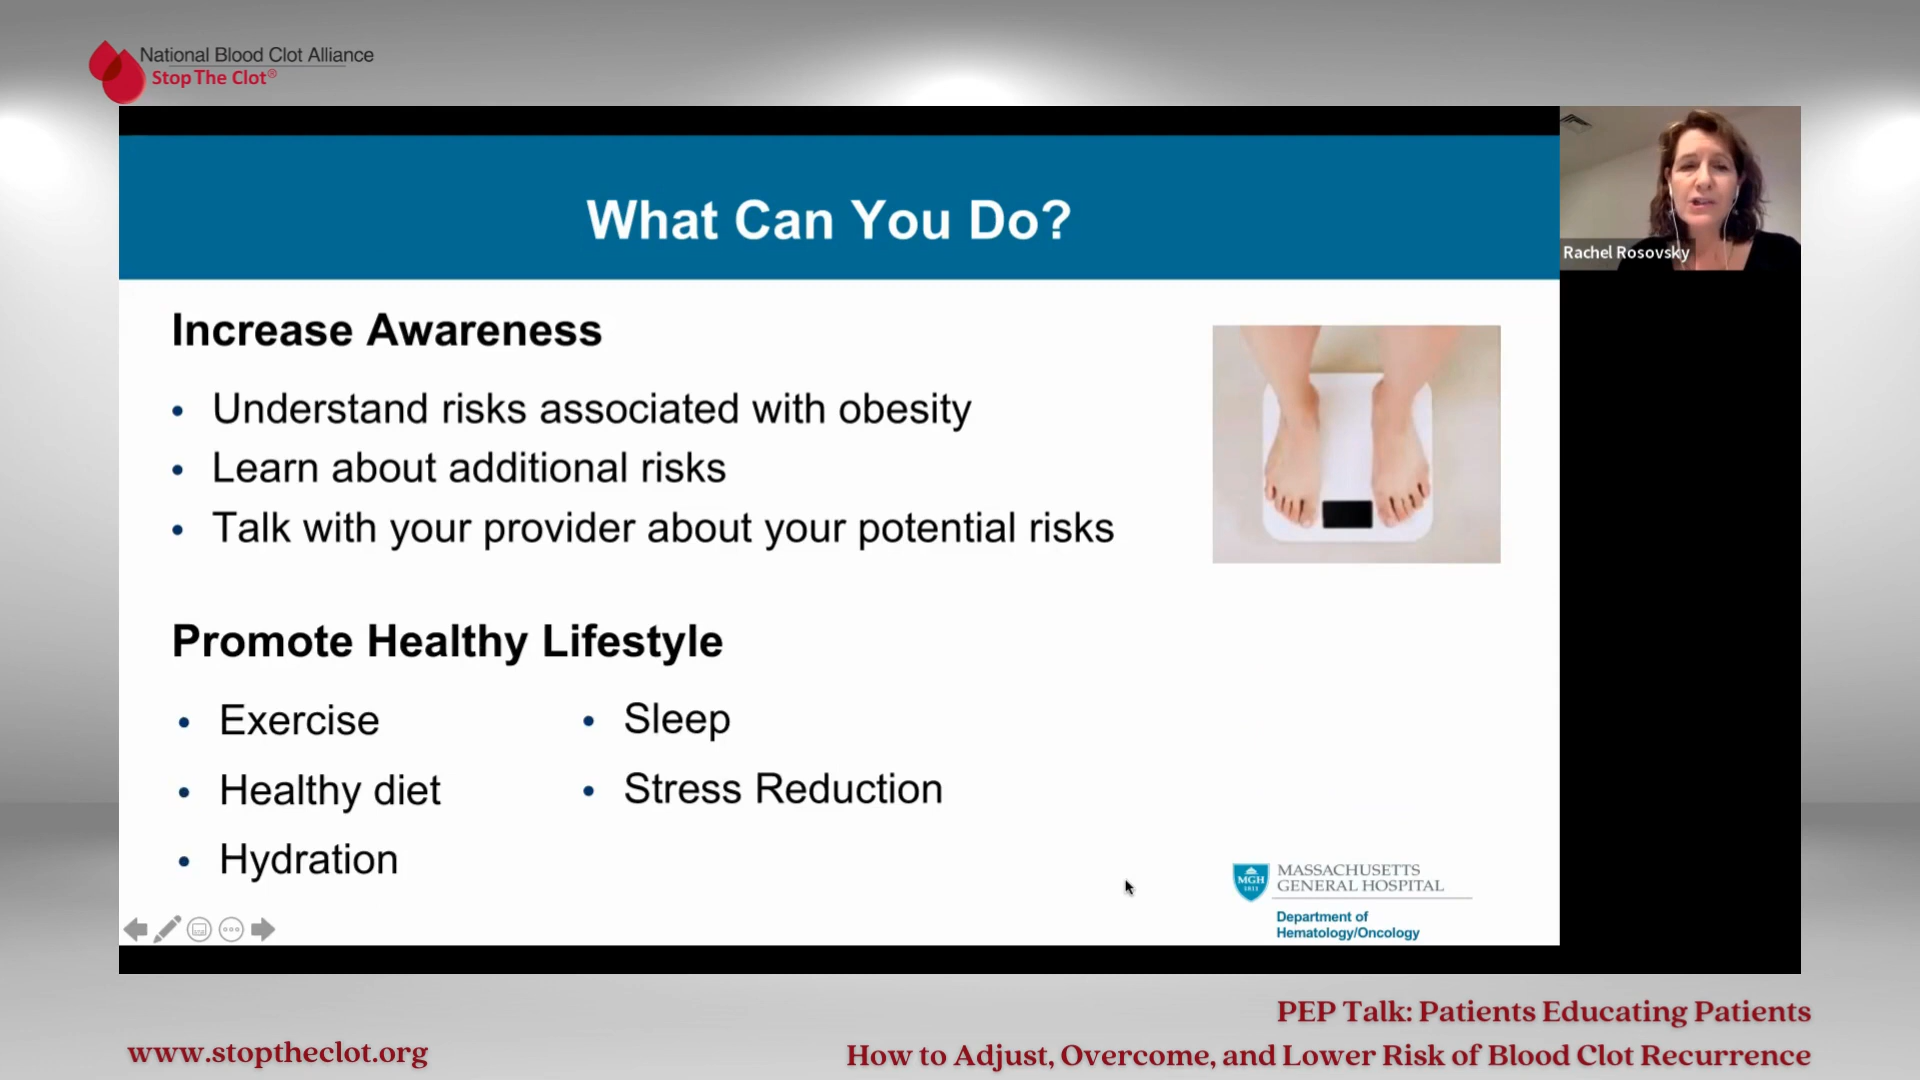 National Blood Clot Alliance
Stop The Clot®
What Can You Do?
Rachel Rosovsky
Increase Awareness
• Understand risks associated with obesity
• Learn about additional risks
• Talk with your provider about your potential risks
Promote Healthy Lifestyle
• Exercise
• Healthy diet
• Hydration
• Sleep
• Stress Reduction
MGH
1811
MASSACHUSETTS
GENERAL HOSPITAL
Department of
Hematology/Oncology
PEP Talk: Patients Educating Patients
www.stoptheclot.org
How to Adjust, Overcome, and Lower Risk of Blood Clot Recurrence